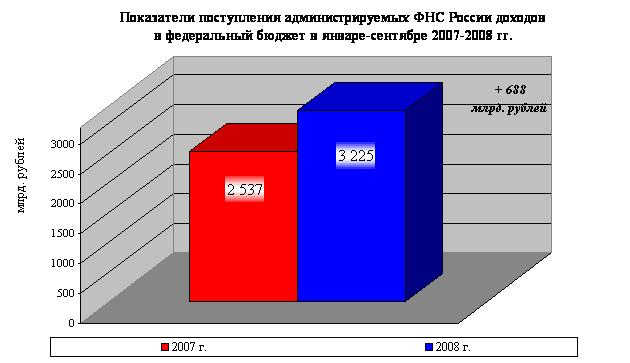 Показатели поступления администрируемых ФНС России доходов
в федеральный бюджет в январе-сентябре 2007-2008 гг.
+ 688
млрд. рублей
млрд. рублей
3000
2500
2000
1500
1000
500
0
2 537
3 225
2007 г.
2008 г.